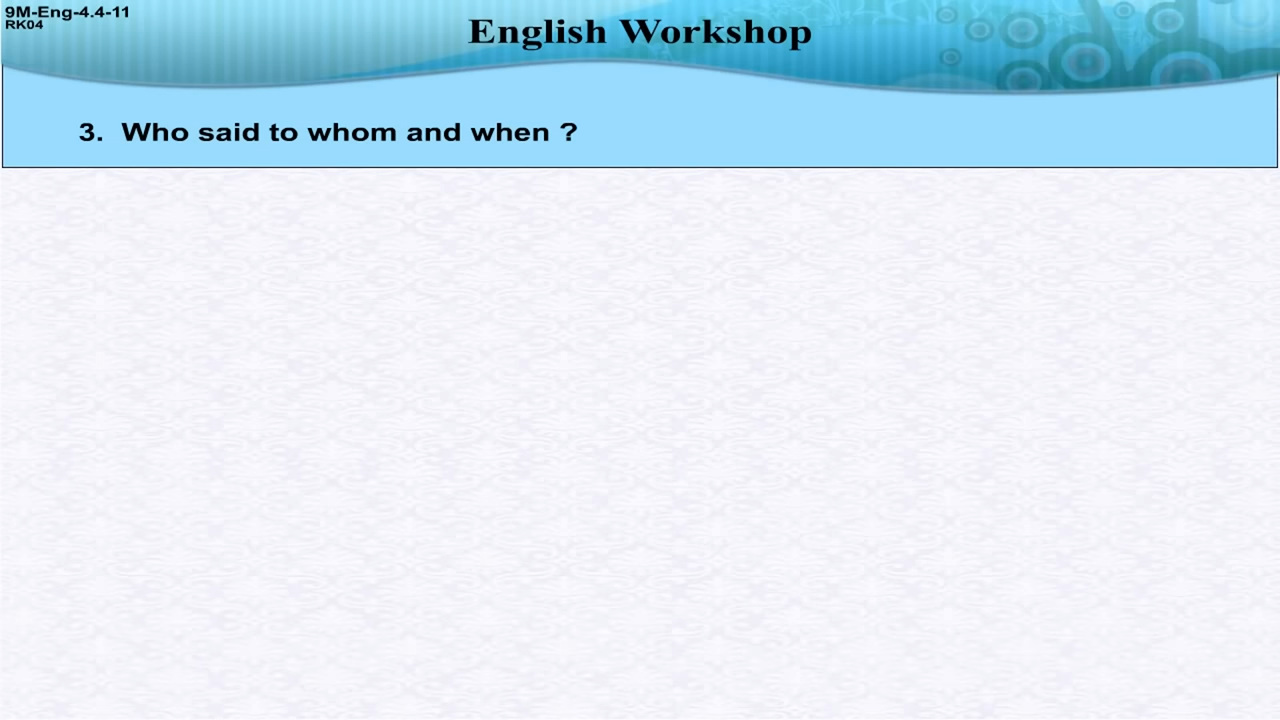 9M-Eng-4.4-11
RK04
English Workshop
3. Who said to whom and when ?